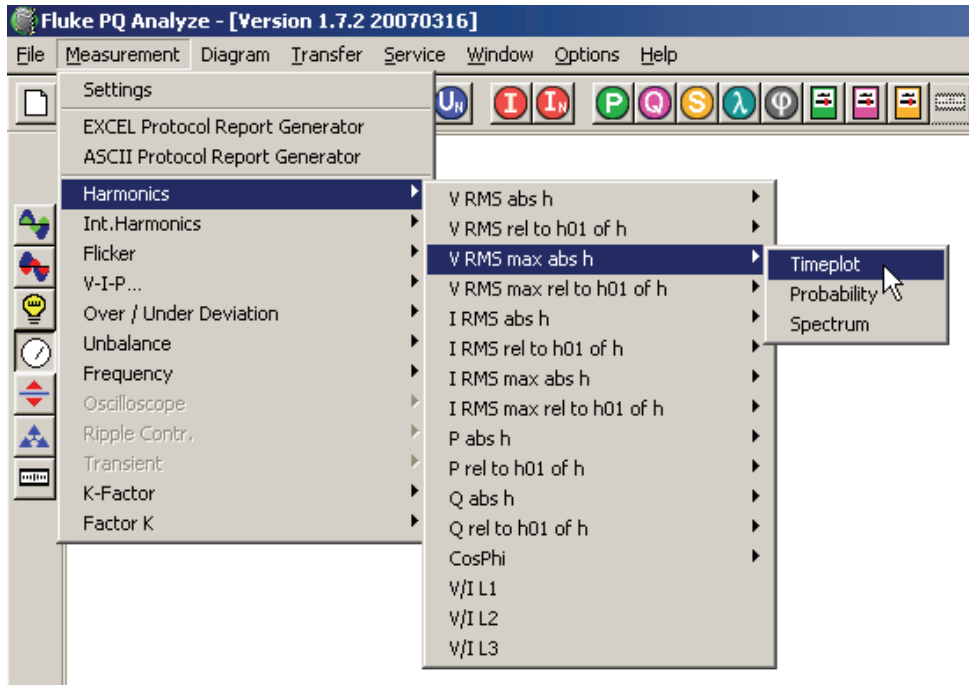 Fluke PQ Analyze - [Version 1.7.2 20070316]
File Measurement Diagram Transfer Service Window Options Help
UN I IN P Q S λ φ
Settings
EXCEL Protocol Report Generator
ASCII Protocol Report Generator
Harmonics
Int.Harmonics
Flicker
V-I-P...
Over / Under Deviation
Unbalance
Frequency
Oscilloscope
Ripple Contr.
Transient
K-Factor
Factor K
V RMS abs h
V RMS rel to h01 of h
V RMS max abs h
V RMS max rel to h01 of h
I RMS abs h
I RMS rel to h01 of h
I RMS max abs h
I RMS max rel to h01 of h
P abs h
P rel to h01 of h
Q abs h
Q rel to h01 of h
CosPhi
V/I L1
V/I L2
V/I L3
Timeplot
Probability
Spectrum